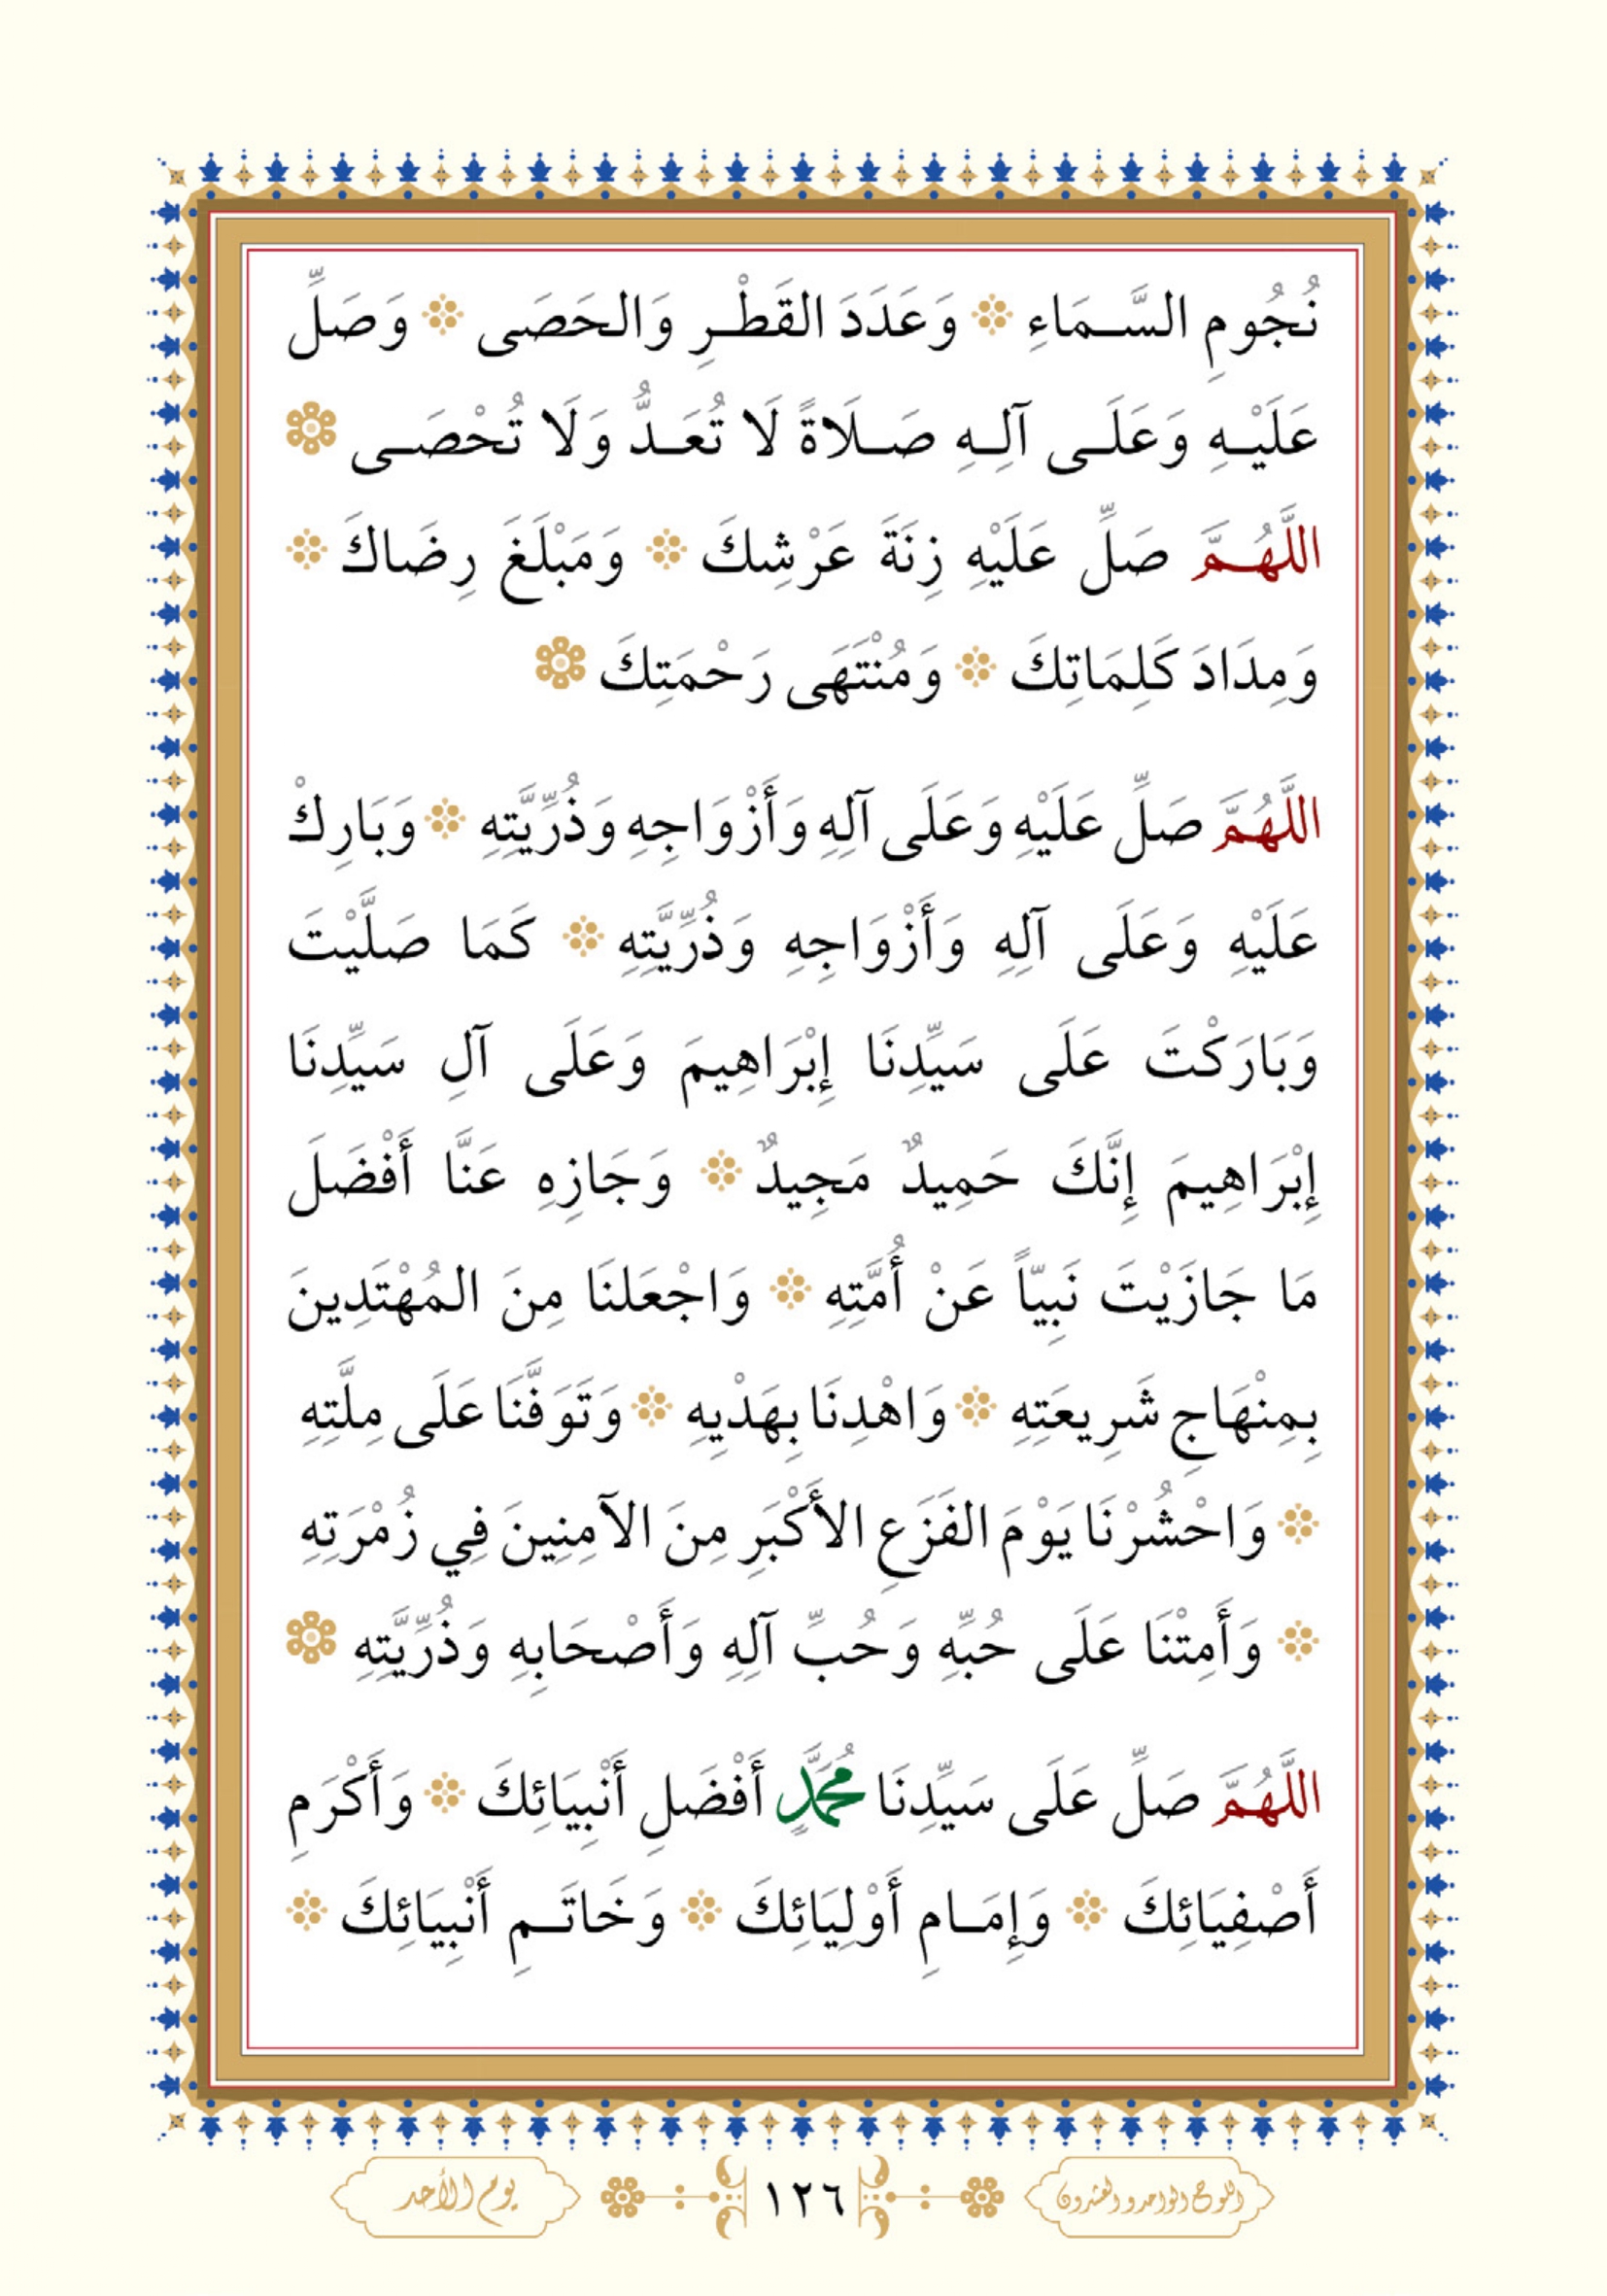 نُجُومِ السَّمَاءِ ۞ وَعَدَدَ القَطْرِ وَالحَصَى ۞ وَصَلِّ
عَلَيْهِ وَعَلَى آلِهِ صَلَاةً لَا تُعَدُّ وَلَا تُحْصَى ۞
اللَّهُمَّ صَلِّ عَلَيْهِ زِنَةَ عَرْشِكَ ۞ وَمَبْلَغَ رِضَاكَ ۞
وَمِدَادَ كَلِمَاتِكَ ۞ وَمُنْتَهَى رَحْمَتِكَ ۞
اللَّهُمَّ صَلِّ عَلَيْهِ وَعَلَى آلِهِ وَأَزْوَاجِهِ وَذُرِّيَّتِهِ ۞ وَبَارِكْ
عَلَيْهِ وَعَلَى آلِهِ وَأَزْوَاجِهِ وَذُرِّيَّتِهِ ۞ كَمَا صَلَّيْتَ
وَبَارَكْتَ عَلَى سَيِّدِنَا إِبْرَاهِيمَ وَعَلَى آلِ سَيِّدِنَا
إِبْرَاهِيمَ إِنَّكَ حَمِيدٌ مَجِيدٌ ۞ وَجَازِهِ عَنَّا أَفْضَلَ
مَا جَازَيْتَ نَبِيّاً عَنْ أُمَّتِهِ ۞ وَاجْعَلنَا مِنَ المُهْتَدِينَ
بِمِنْهَاجِ شَرِيعَتِهِ ۞ وَاهْدِنَا بِهَدْيِهِ ۞ وَتَوَفَّنَا عَلَى مِلَّتِهِ
۞ وَاحْشُرْنَا يَوْمَ الفَزَعِ الأَكْبَرِ مِنَ الآمِنِينَ فِي زُمْرَتِهِ
۞ وَأَمِتْنَا عَلَى حُبِّهِ وَحُبِّ آلِهِ وَأَصْحَابِهِ وَذُرِّيَّتِهِ ۞
اللَّهُمَّ صَلِّ عَلَى سَيِّدِنَا مُحَمَّدٍ أَفْضَلِ أَنْبِيَائِكَ ۞ وَأَكْرَمِ
أَصْفِيَائِكَ ۞ وَإِمَامِ أَوْلِيَائِكَ ۞ وَخَاتَمِ أَنْبِيَائِكَ ۞
اللوح الواحد والعشرون ١٢٦ يوم الأحد